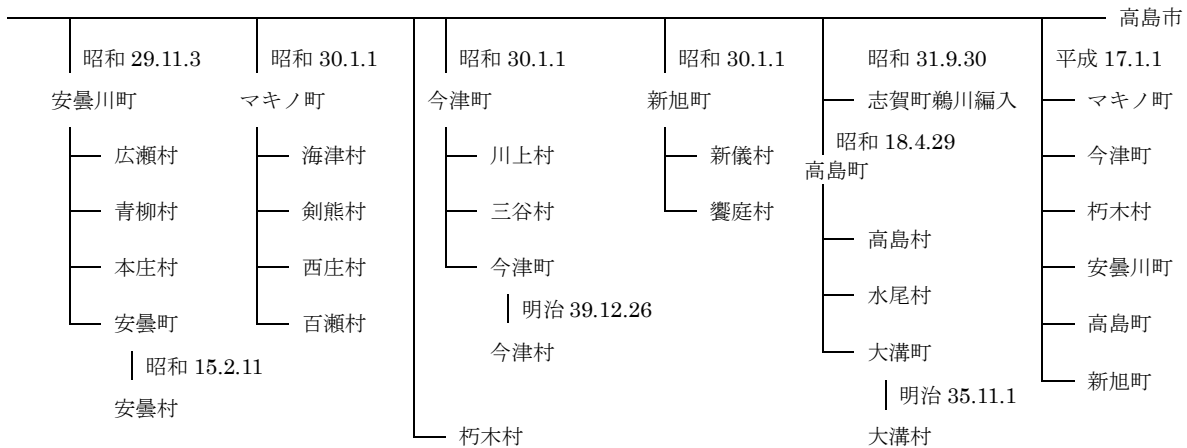 高島市
昭和 29.11.3
昭和 30.1.1
昭和 30.1.1
昭和 30.1.1
昭和 31.9.30
平成 17.1.1
安曇川町
マキノ町
今津町
新旭町
志賀町鵜川編入
マキノ町
昭和 18.4.29
高島町
広瀬村
海津村
川上村
新儀村
今津町
青柳村
剣熊村
三谷村
饗庭村
朽木村
高島村
本庄村
西庄村
今津町
安曇川町
水尾村
安曇町
百瀬村
明治 39.12.26
高島町
今津村
大溝町
昭和 15.2.11
新旭町
明治 35.11.1
安曇村
朽木村
大溝村